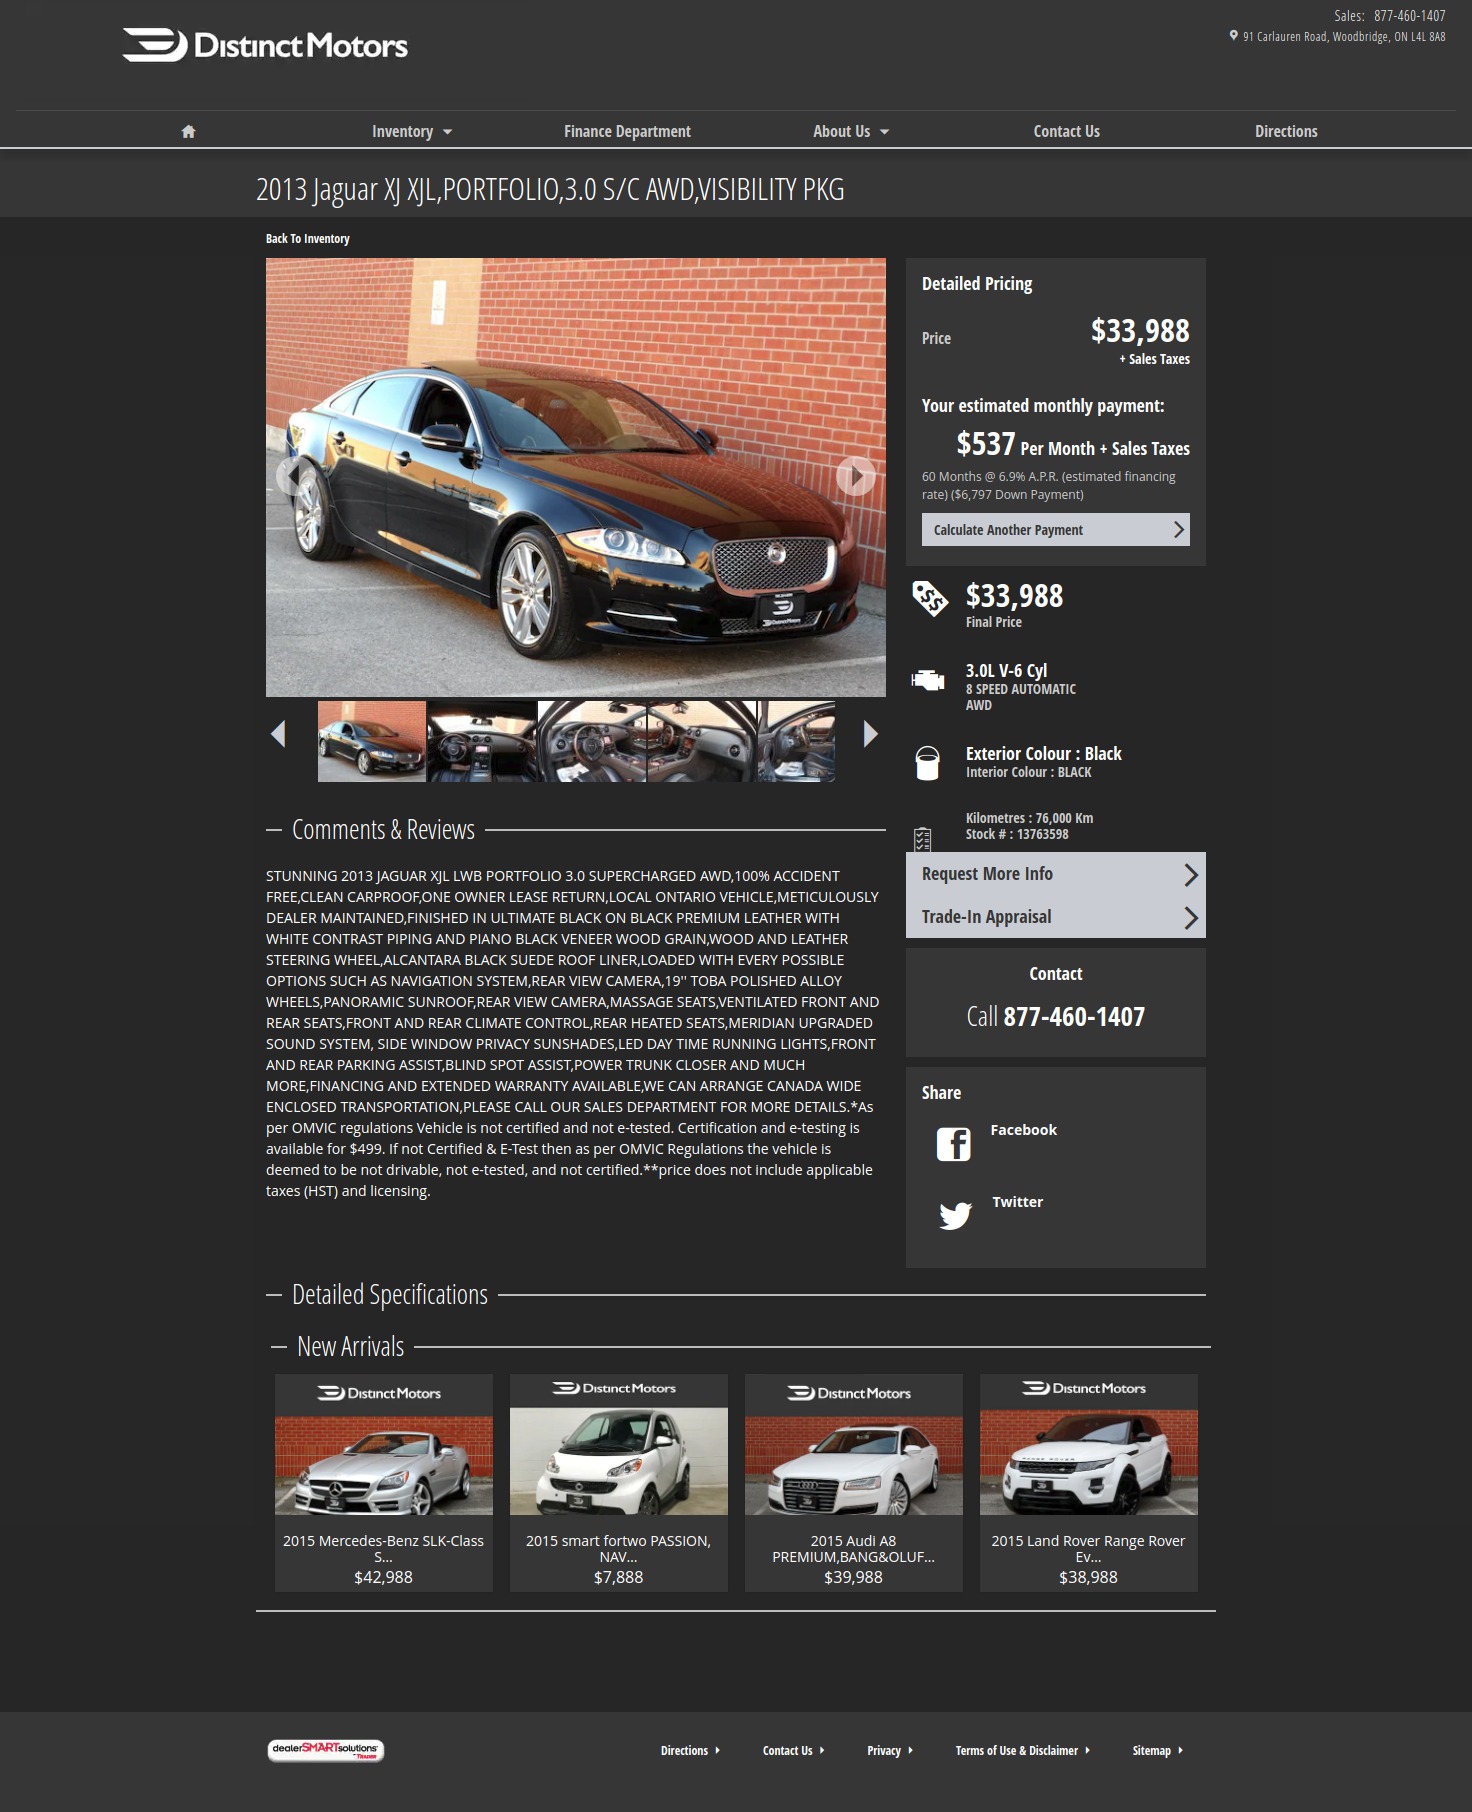 Distinct Motors
Sales: 877-460-1407
91 Carlauren Road, Woodbridge, ON L4L 8A8
Inventory
Finance Department
About Us
Contact Us
Directions
2013 Jaguar XJ XJL,PORTFOLIO,3.0 S/C AWD,VISIBILITY PKG
Back To Inventory
Distinct Motors
Comments & Reviews
STUNNING 2013 JAGUAR XJL LWB PORTFOLIO 3.0 SUPERCHARGED AWD,100% ACCIDENT
FREE,CLEAN CARPROOF,ONE OWNER LEASE RETURN,LOCAL ONTARIO VEHICLE,METICULOUSLY
DEALER MAINTAINED,FINISHED IN ULTIMATE BLACK ON BLACK PREMIUM LEATHER WITH
WHITE CONTRAST PIPING AND PIANO BLACK VENEER WOOD GRAIN,WOOD AND LEATHER
STEERING WHEEL,ALCANTARA BLACK SUEDE ROOF LINER,LOADED WITH EVERY POSSIBLE
OPTIONS SUCH AS NAVIGATION SYSTEM,REAR VIEW CAMERA,19'' TOBA POLISHED ALLOY
WHEELS,PANORAMIC SUNROOF,REAR VIEW CAMERA,MASSAGE SEATS,VENTILATED FRONT AND
REAR SEATS,FRONT AND REAR CLIMATE CONTROL,REAR HEATED SEATS,MERIDIAN UPGRADED
SOUND SYSTEM, SIDE WINDOW PRIVACY SUNSHADES,LED DAY TIME RUNNING LIGHTS,FRONT
AND REAR PARKING ASSIST,BLIND SPOT ASSIST,POWER TRUNK CLOSER AND MUCH
MORE,FINANCING AND EXTENDED WARRANTY AVAILABLE,WE CAN ARRANGE CANADA WIDE
ENCLOSED TRANSPORTATION,PLEASE CALL OUR SALES DEPARTMENT FOR MORE DETAILS.*As
per OMVIC regulations Vehicle is not certified and not e-tested. Certification and e-testing is
available for $499. If not Certified & E-Test then as per OMVIC Regulations the vehicle is
deemed to be not drivable, not e-tested, and not certified.**price does not include applicable
taxes (HST) and licensing.
Detailed Pricing
Price
$33,988
+ Sales Taxes
Your estimated monthly payment:
$537 Per Month + Sales Taxes
60 Months @ 6.9% A.P.R. (estimated financing
rate) ($6,797 Down Payment)
Calculate Another Payment
$$
$33,988
Final Price
3.0L V-6 Cyl
8 SPEED AUTOMATIC
AWD
Exterior Colour : Black
Interior Colour : BLACK
Kilometres : 76,000 Km
Stock # : 13763598
Request More Info
Trade-In Appraisal
Contact
Call 877-460-1407
Share
Facebook
Twitter
Detailed Specifications
New Arrivals
Distinct Motors
2015 Mercedes-Benz SLK-Class
S...
$42,988
Distinct Motors
2015 smart fortwo PASSION,
NAV...
$7,888
Distinct Motors
2015 Audi A8
PREMIUM,BANG&OLUF...
$39,988
Distinct Motors
RANGE ROVER
2015 Land Rover Range Rover
Ev...
$38,988
dealerSMARTsolutions
by TRADER
Directions
Contact Us
Privacy
Terms of Use & Disclaimer
Sitemap